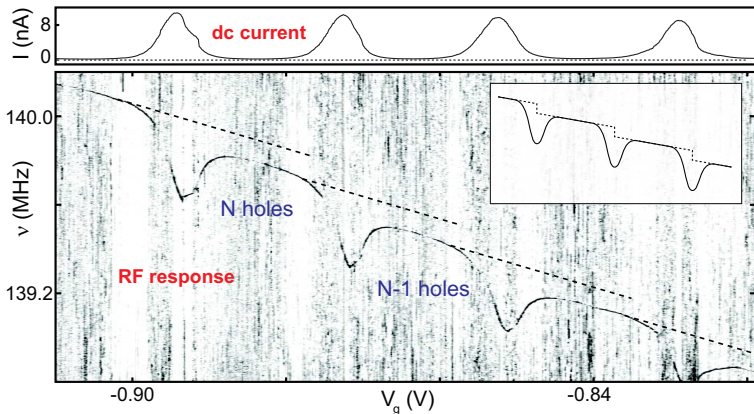 I (nA)
8
0
dc current
ν (MHz)
140.0
139.2
N holes
RF response
N-1 holes
-0.90
V_g (V)
-0.84